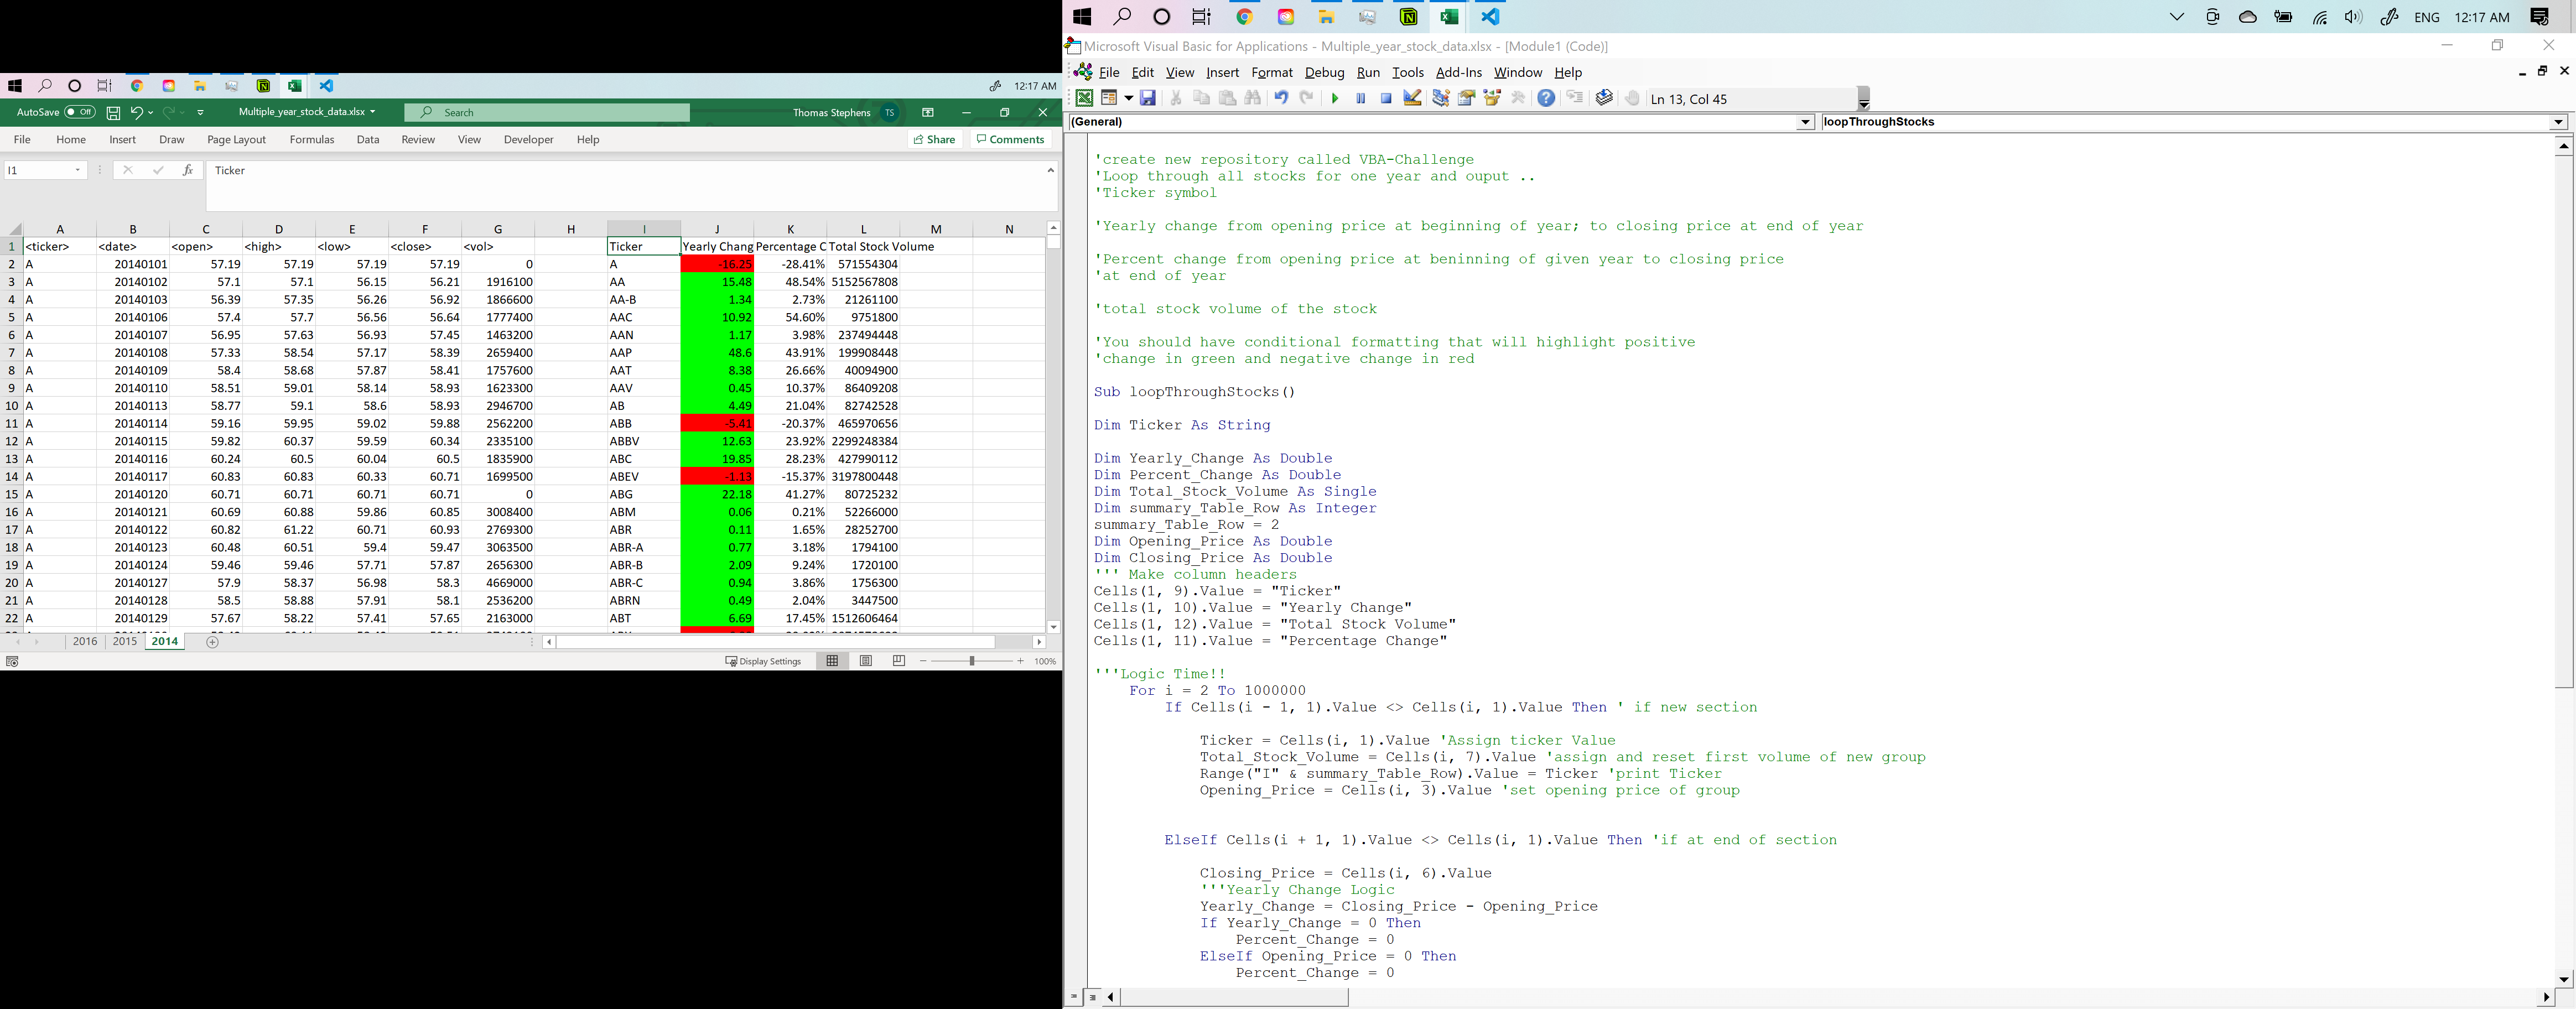 12:17 AM
AutoSave Off
Multiple_year_stock_data.xlsx
Search
Thomas Stephens TS
File Home Insert Draw Page Layout Formulas Data Review View Developer Help
Share Comments
I1 fx Ticker
A B C D E F G H I J K L M N
1 <ticker> <date> <open> <high> <low> <close> <vol> Ticker Yearly Chang Percentage C Total Stock Volume
2 A 20140101 57.19 57.19 57.19 57.19 0 A -16.25 -28.41% 571554304
3 A 20140102 57.1 57.1 56.15 56.21 1916100 AA 15.48 48.54% 5152567808
4 A 20140103 56.39 57.35 56.26 56.92 1866600 AA-B 1.34 2.73% 21261100
5 A 20140106 57.4 57.7 56.56 56.64 1777400 AAC 10.92 54.60% 9751800
6 A 20140107 56.95 57.63 56.93 57.45 1463200 AAN 1.17 3.98% 237494448
7 A 20140108 57.33 58.54 57.17 58.39 2659400 AAP 48.6 43.91% 199908448
8 A 20140109 58.4 58.68 57.87 58.41 1757600 AAT 8.38 26.66% 40094900
9 A 20140110 58.51 59.01 58.14 58.93 1623300 AAV 0.45 10.37% 86409208
10 A 20140113 58.77 59.1 58.6 58.93 2946700 AB 4.49 21.04% 82742528
11 A 20140114 59.16 59.95 59.02 59.88 2562200 ABB -5.41 -20.37% 465970656
12 A 20140115 59.82 60.37 59.59 60.34 2335100 ABBV 12.63 23.92% 2299248384
13 A 20140116 60.24 60.5 60.04 60.5 1835900 ABC 19.85 28.23% 427990112
14 A 20140117 60.83 60.83 60.33 60.71 1699500 ABEV -1.13 -15.37% 3197800448
15 A 20140120 60.71 60.71 60.71 60.71 0 ABG 22.18 41.27% 80725232
16 A 20140121 60.69 60.88 59.86 60.85 3008400 ABM 0.06 0.21% 52266000
17 A 20140122 60.82 61.22 60.71 60.93 2769300 ABR 0.11 1.65% 28252700
18 A 20140123 60.48 60.51 59.4 59.47 3063500 ABR-A 0.77 3.18% 1794100
19 A 20140124 59.46 59.46 57.71 57.87 2656300 ABR-B 2.09 9.24% 1720100
20 A 20140127 57.9 58.37 56.98 58.3 4669000 ABR-C 0.94 3.86% 1756300
21 A 20140128 58.5 58.88 57.91 58.1 2536200 ABRN 0.49 2.04% 3447500
22 A 20140129 57.67 58.22 57.41 57.65 2163000 ABT 6.69 17.45% 1512606464
2016 2015 2014
Display Settings 100%
ENG 12:17 AM
Microsoft Visual Basic for Applications - Multiple_year_stock_data.xlsx - [Module1 (Code)]
File Edit View Insert Format Debug Run Tools Add-Ins Window Help
Ln 13, Col 45
(General) loopThroughStocks
'create new repository called VBA-Challenge
'Loop through all stocks for one year and ouput ..
'Ticker symbol
'Yearly change from opening price at beginning of year; to closing price at end of year
'Percent change from opening price at beninning of given year to closing price
'at end of year
'total stock volume of the stock
'You should have conditional formatting that will highlight positive
'change in green and negative change in red
Sub loopThroughStocks()
Dim Ticker As String
Dim Yearly_Change As Double
Dim Percent_Change As Double
Dim Total_Stock_Volume As Single
Dim summary_Table_Row As Integer
summary_Table_Row = 2
Dim Opening_Price As Double
Dim Closing_Price As Double
''' Make column headers
Cells(1, 9).Value = "Ticker"
Cells(1, 10).Value = "Yearly Change"
Cells(1, 12).Value = "Total Stock Volume"
Cells(1, 11).Value = "Percentage Change"
'''Logic Time!!
For i = 2 To 1000000
If Cells(i - 1, 1).Value <> Cells(i, 1).Value Then ' if new section
Ticker = Cells(i, 1).Value 'Assign ticker Value
Total_Stock_Volume = Cells(i, 7).Value 'assign and reset first volume of new group
Range("I" & summary_Table_Row).Value = Ticker 'print Ticker
Opening_Price = Cells(i, 3).Value 'set opening price of group
ElseIf Cells(i + 1, 1).Value <> Cells(i, 1).Value Then 'if at end of section
Closing_Price = Cells(i, 6).Value
'''Yearly Change Logic
Yearly_Change = Closing_Price - Opening_Price
If Yearly_Change = 0 Then
Percent_Change = 0
ElseIf Opening_Price = 0 Then
Percent_Change = 0